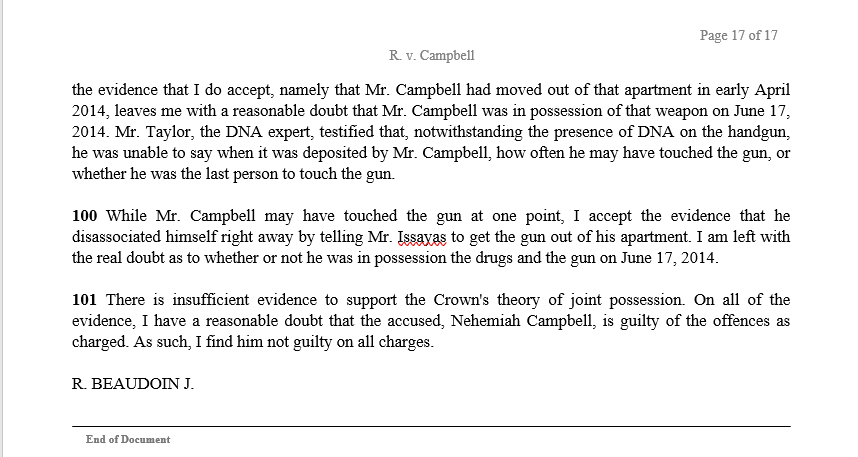 Page 17 of 17
R. v. Campbell
the evidence that I do accept, namely that Mr. Campbell had moved out of that apartment in early April
2014, leaves me with a reasonable doubt that Mr. Campbell was in possession of that weapon on June 17,
2014. Mr. Taylor, the DNA expert, testified that, notwithstanding the presence of DNA on the handgun,
he was unable to say when it was deposited by Mr. Campbell, how often he may have touched the gun, or
whether he was the last person to touch the gun.
100 While Mr. Campbell may have touched the gun at one point, I accept the evidence that he
disassociated himself right away by telling Mr. Issayas to get the gun out of his apartment. I am left with
the real doubt as to whether or not he was in possession the drugs and the gun on June 17, 2014.
101 There is insufficient evidence to support the Crown's theory of joint possession. On all of the
evidence, I have a reasonable doubt that the accused, Nehemiah Campbell, is guilty of the offences as
charged. As such, I find him not guilty on all charges.
R. BEAUDOIN J.
End of Document